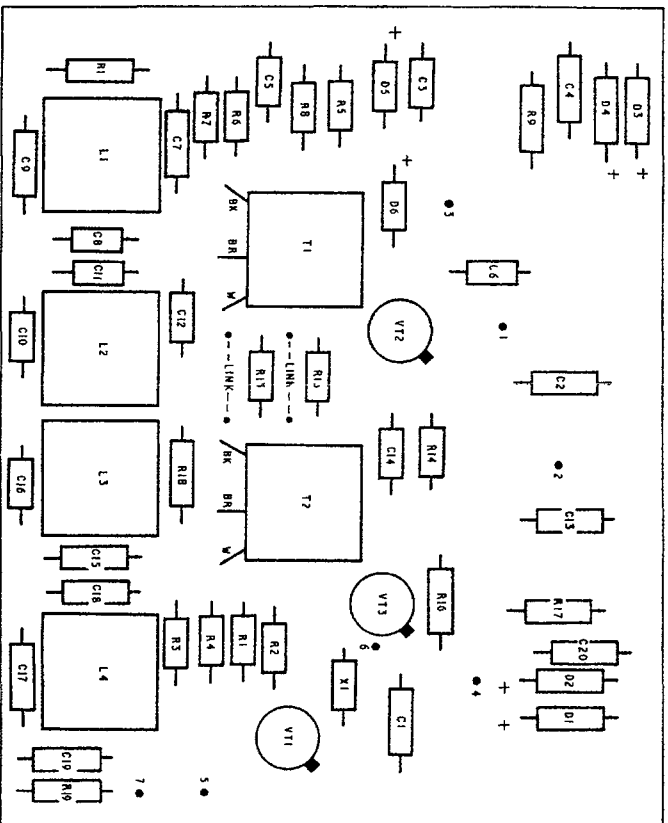 R1
C9
L1
C7
R7
R6
C5
R8
R5
+
D5
C3
R9
C4
D4
+
D3
+
C8
C11
BK
BR
W
T1
+
D6
3
L6
C10
L2
C12
LINK
R13
LINK
VT2
1
C2
C16
L3
R18
BK
BR
W
T2
C14
R14
2
C13
C15
C18
VT3
R16
6
R17
C20
C17
L4
R3
R4
R1
R2
X1
C1
4
+
D2
+
D1
VT1
C19
R19
7
5